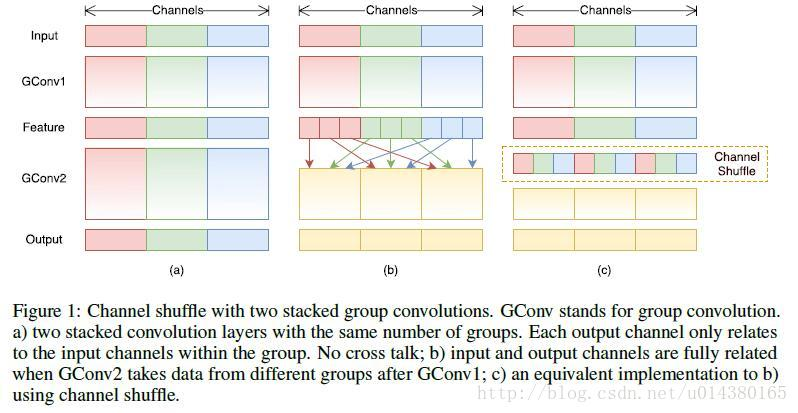 Channels Channels Channels
Input
GConv1
Feature
GConv2
Channel
Shuffle
Output
(a) (b) (c)
Figure 1: Channel shuffle with two stacked group convolutions. GConv stands for group convolution.
a) two stacked convolution layers with the same number of groups. Each output channel only relates
to the input channels within the group. No cross talk; b) input and output channels are fully related
when GConv2 takes data from different groups after GConv1; c) an equivalent implementation to b)
using channel shuffle.
http://blog.csdn.net/u014380165